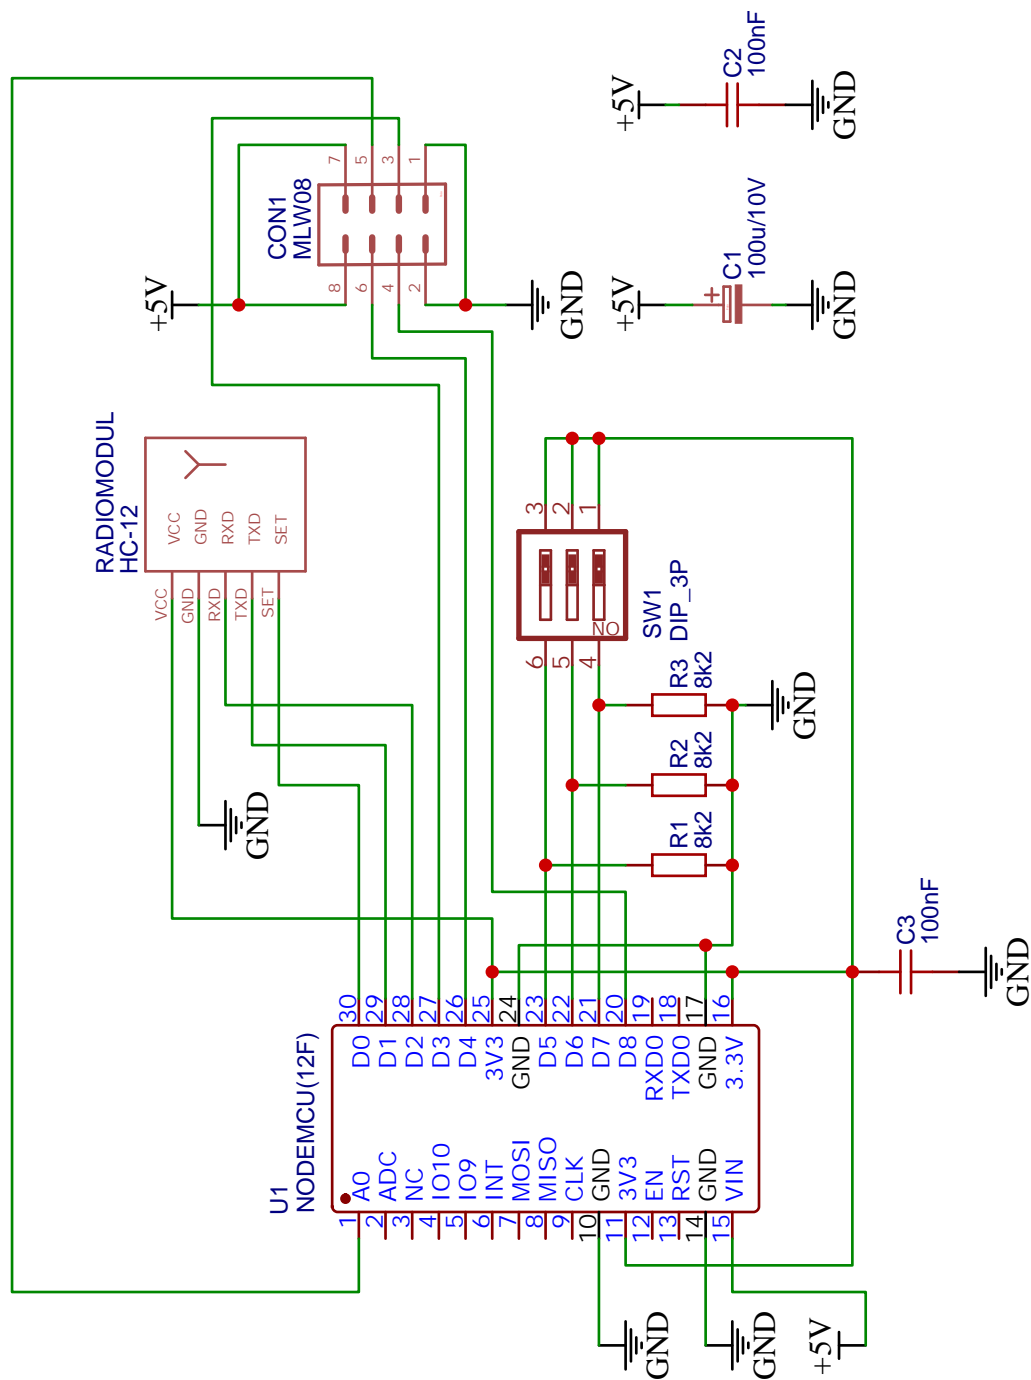 U1
NODEMCU(12F)
1 A0
2 ADC
3 NC
4 IO10
5 IO9
6 INT
7 MOSI
8 MISO
9 CLK
10 GND
11 3V3
12 EN
13 RST
14 GND
15 VIN
D0 30
D1 29
D2 28
D3 27
D4 26
3V3 25
GND 24
D5 23
D6 22
D7 21
D8 20
RXD0 19
TXD0 18
GND 17
3.3V 16
GND
GND
+5V
RADIOMODUL
HC-12
VCC VCC
GND GND
RXD RXD
TXD TXD
SET SET
GND
+5V
CON1
MLW08
8 7
6 5
4 3
2 1
GND
6 3
5 2
4 1
NO
SW1
DIP_3P
R1
8k2
R2
8k2
R3
8k2
GND
C3
100nF
GND
+5V
+
C1
100u/10V
GND
+5V
C2
100nF
GND